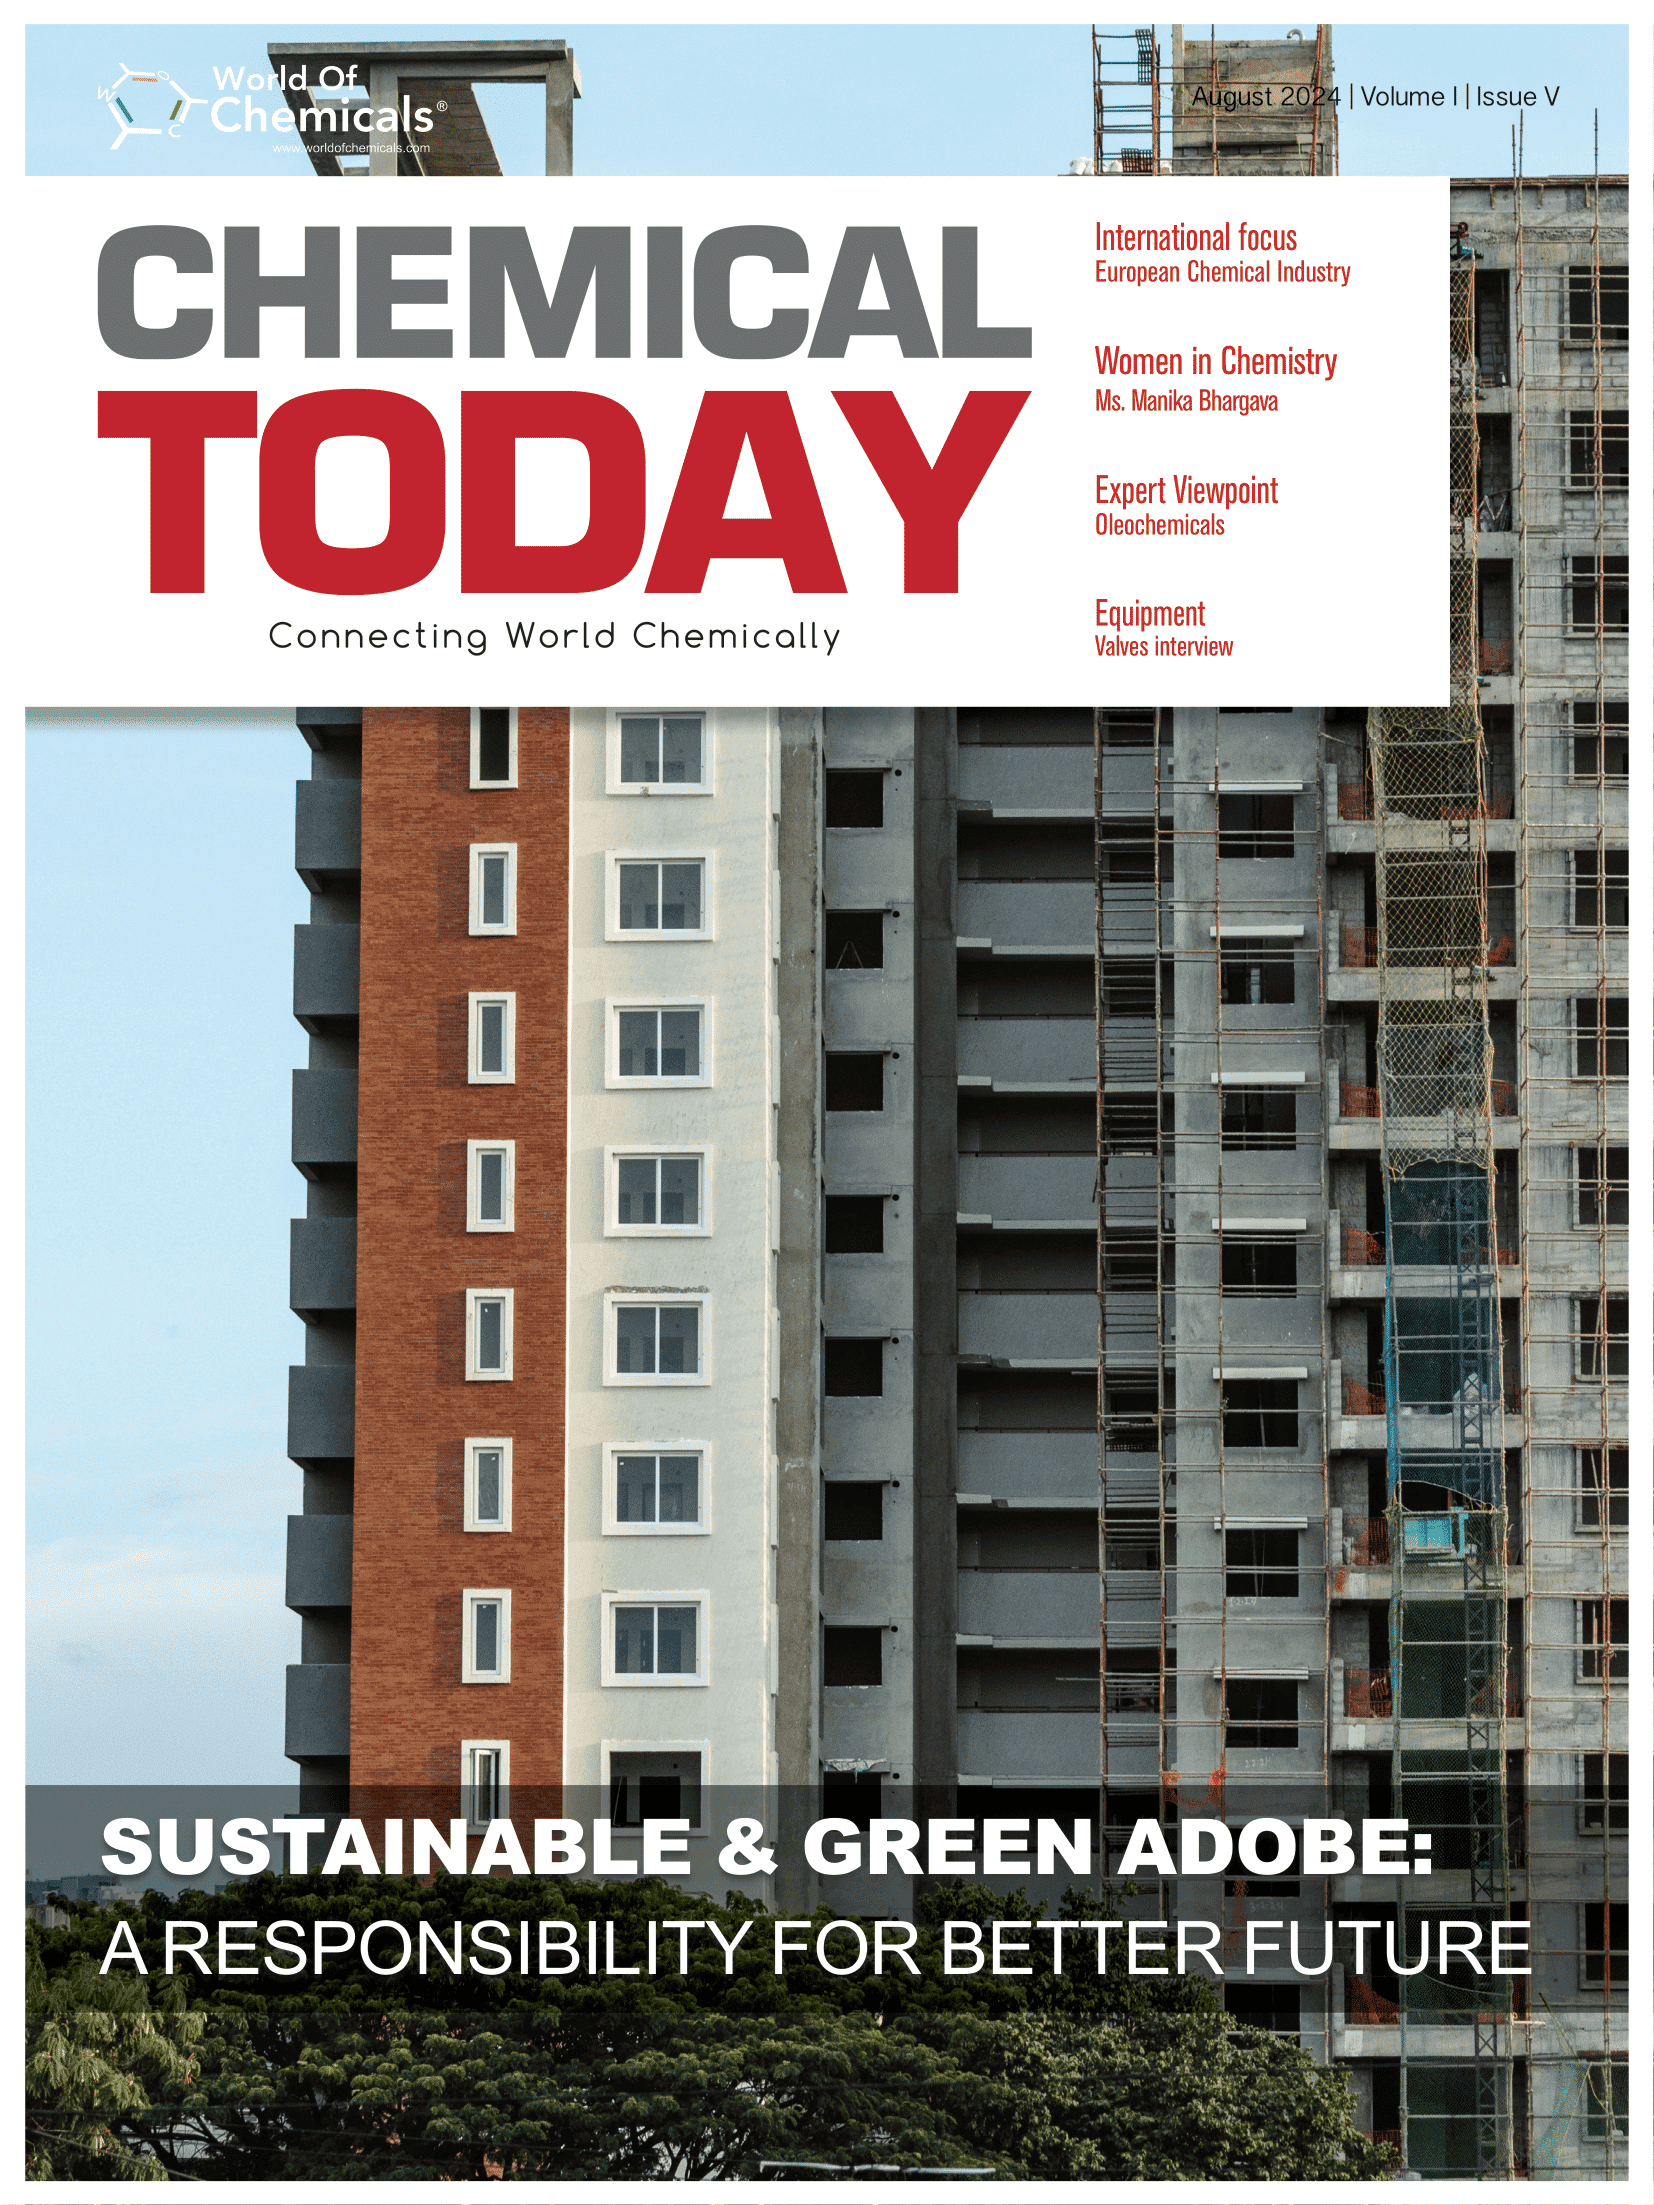 World Of
Chemicals®
www.worldofchemicals.com
W
O
C
August 2024 | Volume I | Issue V
CHEMICAL
TODAY
Connecting World Chemically
International focus
European Chemical Industry
Women in Chemistry
Ms. Manika Bhargava
Expert Viewpoint
Oleochemicals
Equipment
Valves interview
SUSTAINABLE & GREEN ADOBE:
A RESPONSIBILITY FOR BETTER FUTURE